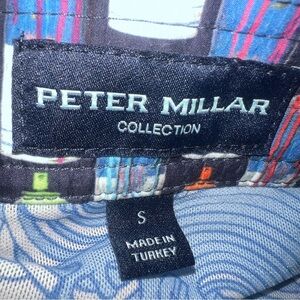 PETER MILLAR
COLLECTION
S
MADE IN
TURKEY